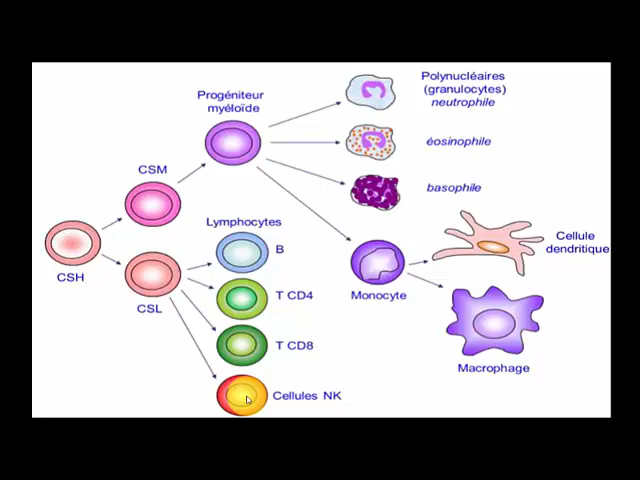 Polynucléaires
(granulocytes)
neutrophile
Progéniteur
myéloïde
éosinophile
CSM
basophile
Lymphocytes
B
Cellule
dendritique
CSH
T CD4
Monocyte
CSL
T CD8
Macrophage
Cellules NK